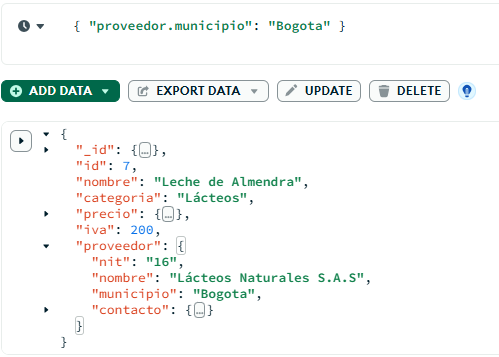 { "proveedor.municipio": "Bogota" }
ADD DATA EXPORT DATA UPDATE DELETE
{
"_id": {…},
"id": 7,
"nombre": "Leche de Almendra",
"categoria": "Lácteos",
"precio": {…},
"iva": 200,
"proveedor": {
"nit": "16",
"nombre": "Lácteos Naturales S.A.S",
"municipio": "Bogota",
"contacto": {…}
}
}